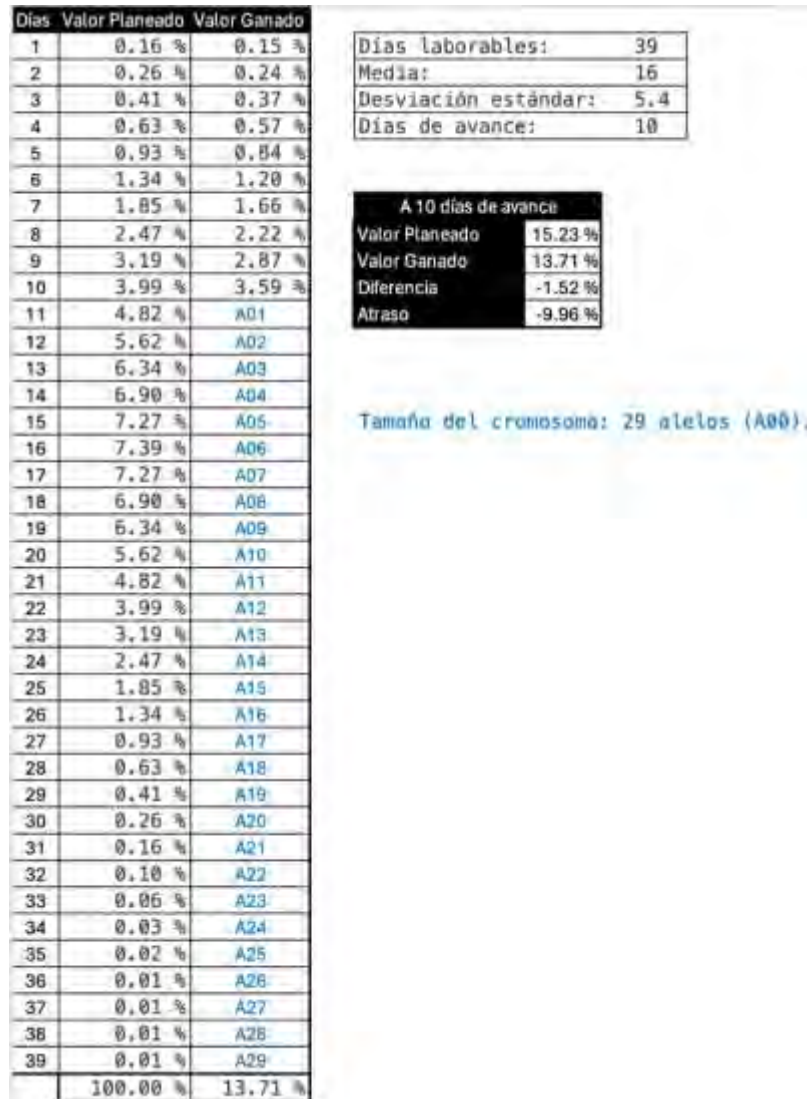 Días Valor Planeado Valor Ganado
1 0.16 % 0.15 %
2 0.26 % 0.24 %
3 0.41 % 0.37 %
4 0.63 % 0.57 %
5 0.93 % 0.84 %
6 1.34 % 1.20 %
7 1.85 % 1.66 %
8 2.47 % 2.22 %
9 3.19 % 2.87 %
10 3.99 % 3.59 %
11 4.82 % A01
12 5.62 % A02
13 6.34 % A03
14 6.90 % A04
15 7.27 % A05
16 7.39 % A06
17 7.27 % A07
18 6.90 % A08
19 6.34 % A09
20 5.62 % A10
21 4.82 % A11
22 3.99 % A12
23 3.19 % A13
24 2.47 % A14
25 1.85 % A15
26 1.34 % A16
27 0.93 % A17
28 0.63 % A18
29 0.41 % A19
30 0.26 % A20
31 0.16 % A21
32 0.10 % A22
33 0.06 % A23
34 0.03 % A24
35 0.02 % A25
36 0.01 % A26
37 0.01 % A27
38 0.01 % A28
39 0.01 % A29
100.00 % 13.71 %
Días laborables: 39
Media: 16
Desviación estándar: 5.4
Días de avance: 10
A 10 días de avance
Valor Planeado 15.23 %
Valor Ganado 13.71 %
Diferencia -1.52 %
Atraso -9.96 %
Tamaño del cromosoma: 29 alelos (A00).